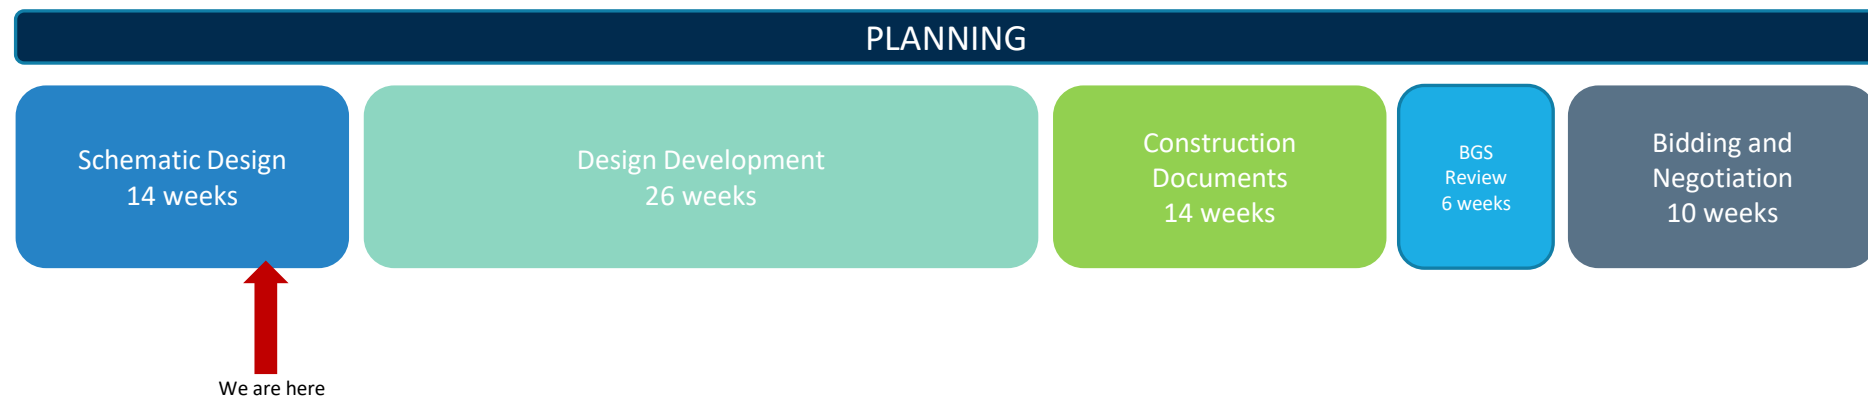 PLANNING
Schematic Design
14 weeks
Design Development
26 weeks
Construction
Documents
14 weeks
BGS
Review
6 weeks
Bidding and
Negotiation
10 weeks
We are here